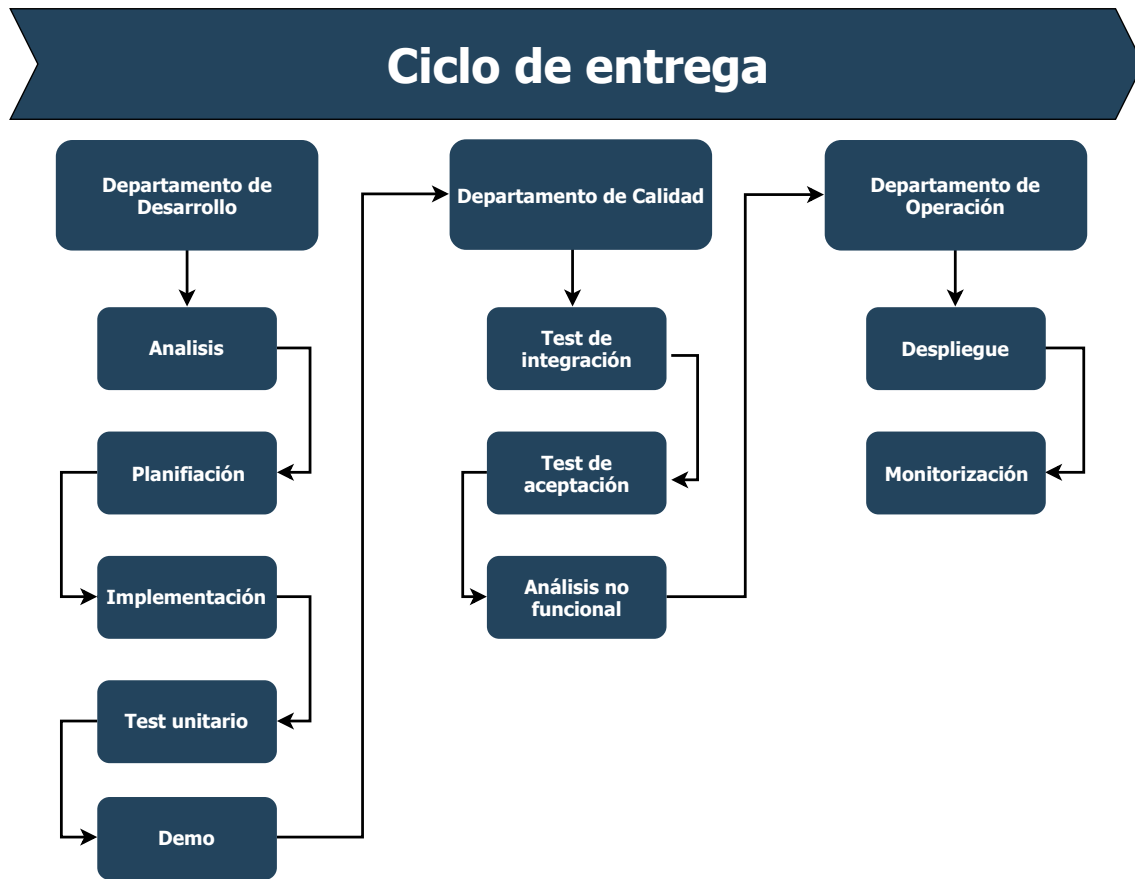 Ciclo de entrega
Departamento de
Desarrollo
Analisis
Planifiación
Implementación
Test unitario
Demo
Departamento de Calidad
Test de
integración
Test de
aceptación
Análisis no
funcional
Departamento de
Operación
Despliegue
Monitorización